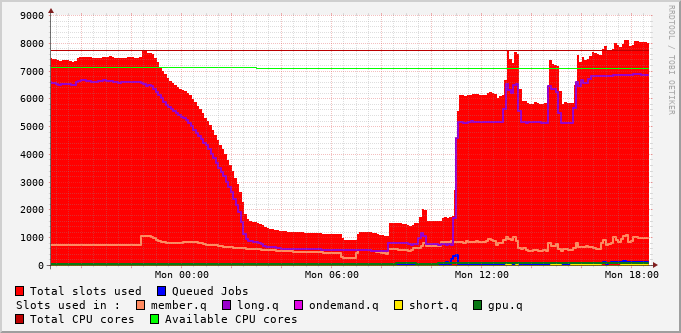 9000
8000
7000
6000
5000
4000
3000
2000
1000
0
Mon 00:00 Mon 06:00 Mon 12:00 Mon 18:00
RRDTOOL / TOBI OETIKER
Total slots used Queued Jobs
Slots used in : member.q long.q ondemand.q short.q gpu.q
Total CPU cores Available CPU cores